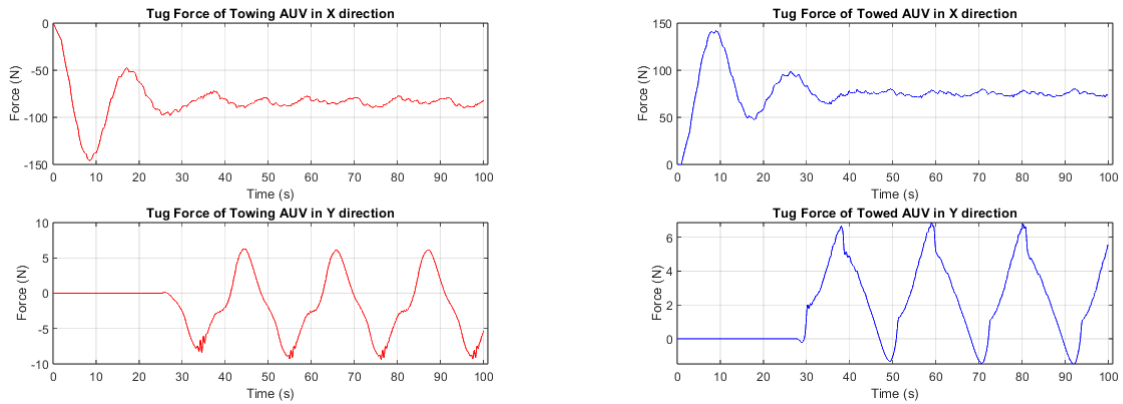 Tug Force of Towing AUV in X direction
0
-50
-100
-150
Force (N)
0 10 20 30 40 50 60 70 80 90 100
Time (s)
Tug Force of Towed AUV in X direction
150
100
50
0
Force (N)
0 10 20 30 40 50 60 70 80 90 100
Time (s)
Tug Force of Towing AUV in Y direction
10
5
0
-5
-10
Force (N)
0 10 20 30 40 50 60 70 80 90 100
Time (s)
Tug Force of Towed AUV in Y direction
6
4
2
0
Force (N)
0 10 20 30 40 50 60 70 80 90 100
Time (s)